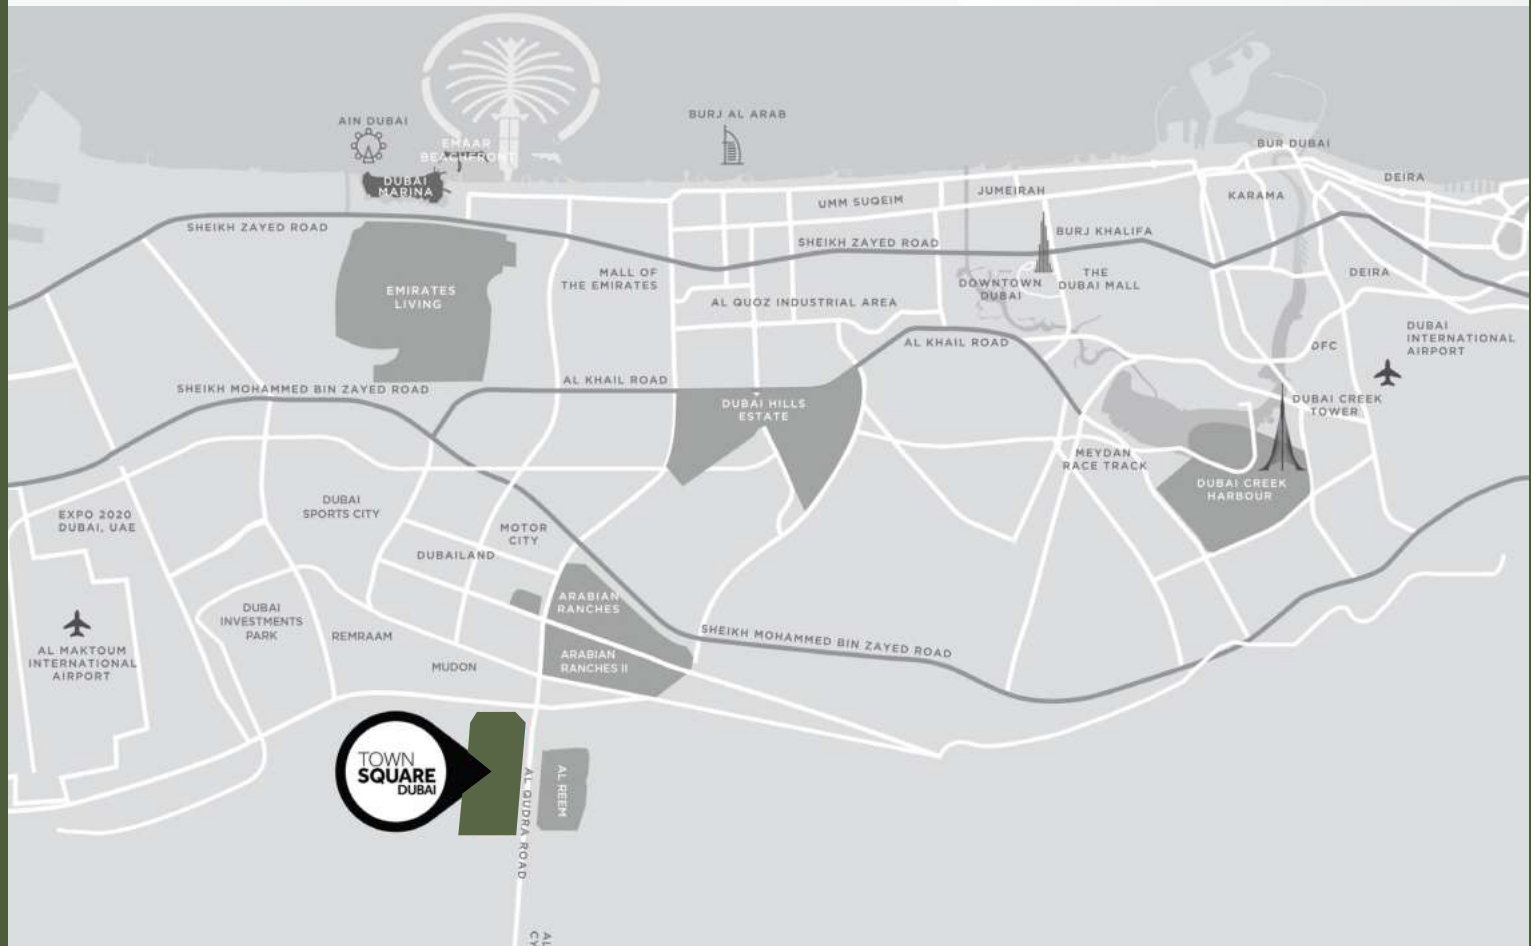 AIN DUBAI
BURJ AL ARAB
EMAAR
BEACHFRONT
DUBAI
MARINA
BUR DUBAI
DEIRA
JUMEIRAH
KARAMA
UMM SUQEIM
SHEIKH ZAYED ROAD
SHEIKH ZAYED ROAD
BURJ KHALIFA
EMIRATES
LIVING
MALL OF
THE EMIRATES
DOWNTOWN
DUBAI
THE
DUBAI MALL
DEIRA
AL QUOZ INDUSTRIAL AREA
AL KHAIL ROAD
DFC
DUBAI
INTERNATIONAL
AIRPORT
SHEIKH MOHAMMED BIN ZAYED ROAD
AL KHAIL ROAD
DUBAI HILLS
ESTATE
DUBAI CREEK
TOWER
MEYDAN
RACE TRACK
DUBAI CREEK
HARBOUR
EXPO 2020
DUBAI, UAE
DUBAI
SPORTS CITY
MOTOR
CITY
DUBAILAND
ARABIAN
RANCHES
DUBAI
INVESTMENTS
PARK
REMRAAM
MUDON
ARABIAN
RANCHES II
SHEIKH MOHAMMED BIN ZAYED ROAD
AL MAKTOUM
INTERNATIONAL
AIRPORT
TOWN
SQUARE
DUBAI
AL QUDRA ROAD
AL REEM
AL
CY